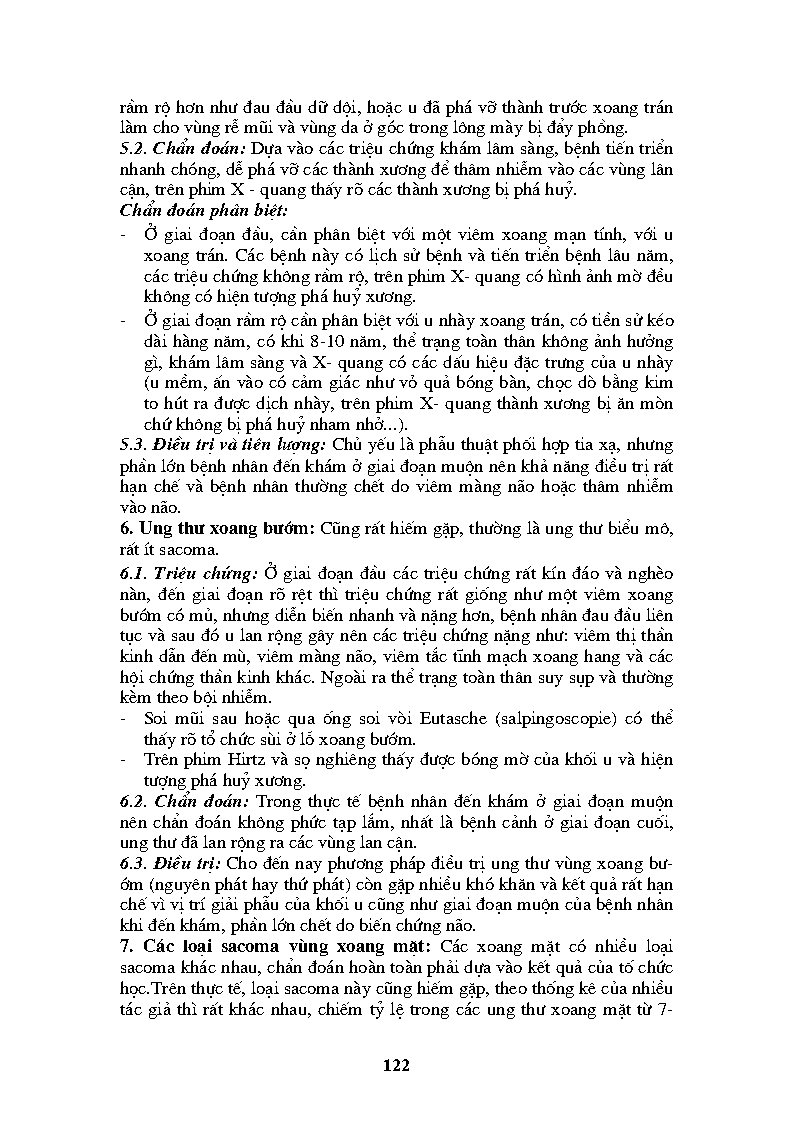 rầm rộ hơn như đau đầu dữ dội, hoặc u đã phá vỡ thành trước xoang trán
làm cho vùng rễ mũi và vùng da ở góc trong lông mày bị đẩy phồng.
5.2. Chẩn đoán: Dựa vào các triệu chứng khám lâm sàng, bệnh tiến triển
nhanh chóng, dễ phá vỡ các thành xương để thâm nhiễm vào các vùng lân
cận, trên phim X - quang thấy rõ các thành xương bị phá huỷ.
Chẩn đoán phân biệt:
- Ở giai đoạn đầu, cần phân biệt với một viêm xoang mạn tính, với u
xoang trán. Các bệnh này có lịch sử bệnh và tiến triển bệnh lâu năm,
các triệu chứng không rầm rộ, trên phim X- quang có hình ảnh mờ đều
không có hiện tượng phá huỷ xương.
- Ở giai đoạn rầm rộ cần phân biệt với u nhày xoang trán, có tiền sử kéo
dài hàng năm, có khi 8-10 năm, thể trạng toàn thân không ảnh hưởng
gì, khám lâm sàng và X- quang có các dấu hiệu đặc trưng của u nhày
(u mềm, ấn vào có cảm giác như vỏ quả bóng bàn, chọc dò bằng kim
to hút ra được dịch nhày, trên phim X- quang thành xương bị ăn mòn
chứ không bị phá huỷ nham nhở...).
5.3. Điều trị và tiên lượng: Chủ yếu là phẫu thuật phối hợp tia xạ, nhưng
phần lớn bệnh nhân đến khám ở giai đoạn muộn nên khả năng điều trị rất
hạn chế và bệnh nhân thường chết do viêm màng não hoặc thâm nhiễm
vào não.
6. Ung thư xoang bướm: Cũng rất hiếm gặp, thường là ung thư biểu mô,
rất ít sacoma.
6.1. Triệu chứng: Ở giai đoạn đầu các triệu chứng rất kín đáo và nghèo
nàn, đến giai đoạn rõ rệt thì triệu chứng rất giống như một viêm xoang
bướm có mủ, nhưng diễn biến nhanh và nặng hơn, bệnh nhân đau đầu liên
tục và sau đó u lan rộng gây nên các triệu chứng nặng như: viêm thị thần
kinh dẫn đến mù, viêm màng não, viêm tắc tĩnh mạch xoang hang và các
hội chứng thần kinh khác. Ngoài ra thể trạng toàn thân suy sụp và thường
kèm theo bội nhiễm.
- Soi mũi sau hoặc qua ống soi vòi Eutasche (salpingoscopie) có thể
thấy rõ tổ chức sùi ở lỗ xoang bướm.
- Trên phim Hirtz và sọ nghiêng thấy được bóng mờ của khối u và hiện
tượng phá huỷ xương.
6.2. Chẩn đoán: Trong thực tế bệnh nhân đến khám ở giai đoạn muộn
nên chẩn đoán không phức tạp lắm, nhất là bệnh cảnh ở giai đoạn cuối,
ung thư đã lan rộng ra các vùng lan cận.
6.3. Điều trị: Cho đến nay phương pháp điều trị ung thư vùng xoang bư-
ớm (nguyên phát hay thứ phát) còn gặp nhiều khó khăn và kết quả rất hạn
chế vì vị trí giải phẫu của khối u cũng như giai đoạn muộn của bệnh nhân
khi đến khám, phần lớn chết do biến chứng não.
7. Các loại sacoma vùng xoang mặt: Các xoang mặt có nhiều loại
sacoma khác nhau, chẩn đoán hoàn toàn phải dựa vào kết quả của tổ chức
học.Trên thực tế, loại sacoma này cũng hiếm gặp, theo thống kê của nhiều
tác giả thì rất khác nhau, chiếm tỷ lệ trong các ung thư xoang mặt từ 7-
122